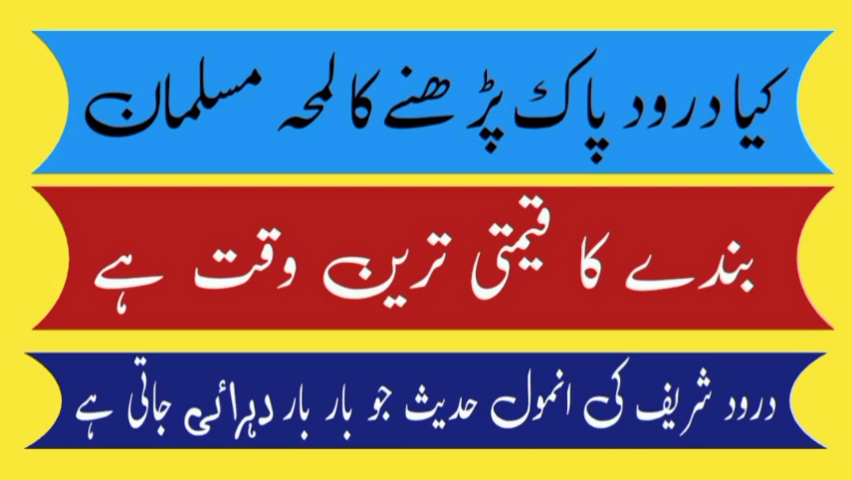 کیا درود پاک پڑھنے کا لمحہ مسلمان
بندے کا قیمتی ترین وقت ہے
درود شریف کی انمول حدیث جو بار بار دہرائی جاتی ہے